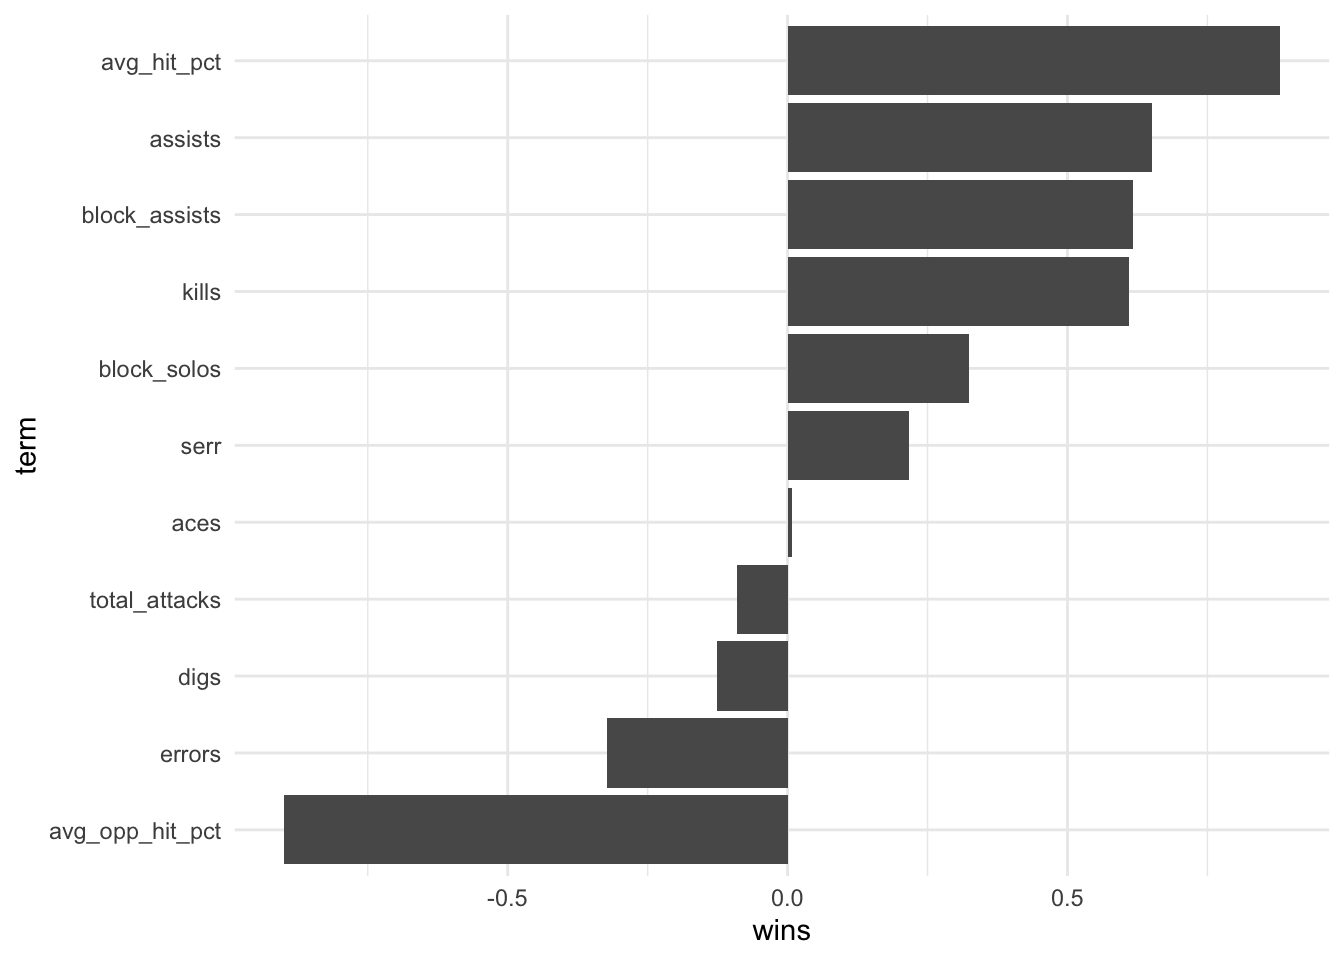 avg_hit_pct
assists
block_assists
kills
block_solos
serr
aces
total_attacks
digs
errors
avg_opp_hit_pct
term
-0.5 0.0 0.5
wins